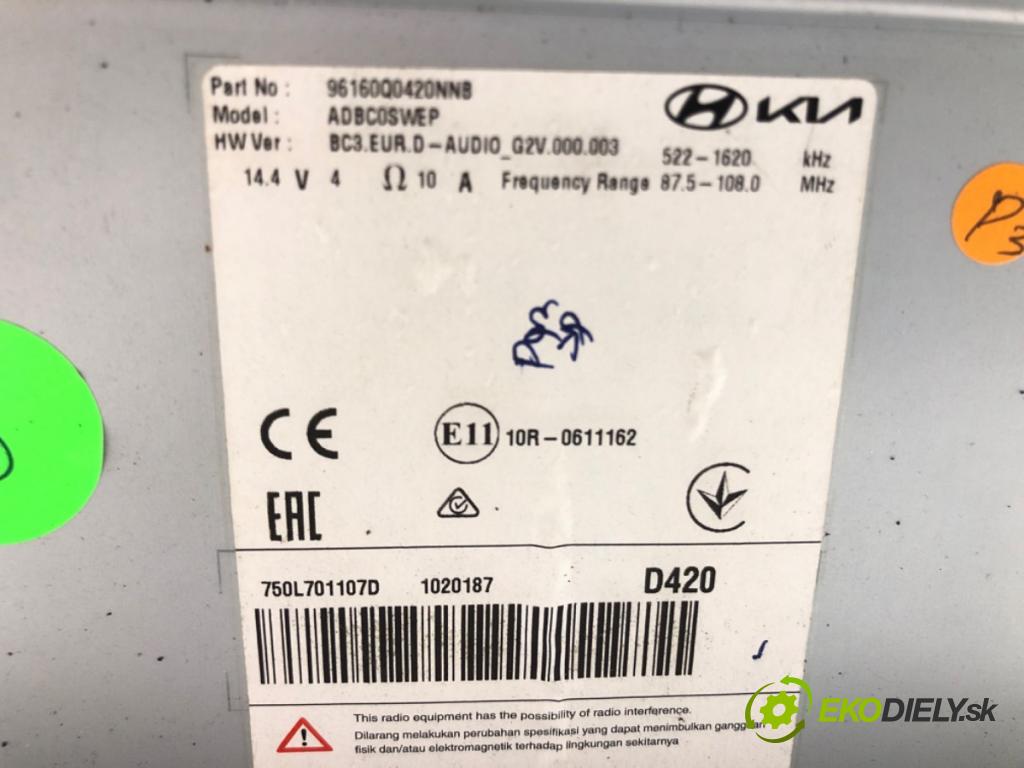 Part No : 96160Q0420NNB
Model : ADBC0SWEP
HW Ver : BC3.EUR.D-AUDIO_G2V.000.003
KIA
522-1620 kHz
14.4 V 4 Ω 10 A Frequency Range 87.5-108.0 MHz
P
3
CE
E11 10R-0611162
EAC
750L701107D 1020187 D420
This radio equipment has the possibility of radio interference.
Dilarang melakukan perubahan spesifikasi yang dapat menimbulkan gangguan
fisik dan/atau elektromagnetik terhadap lingkungan sekitarnya
EKODIELY.sk